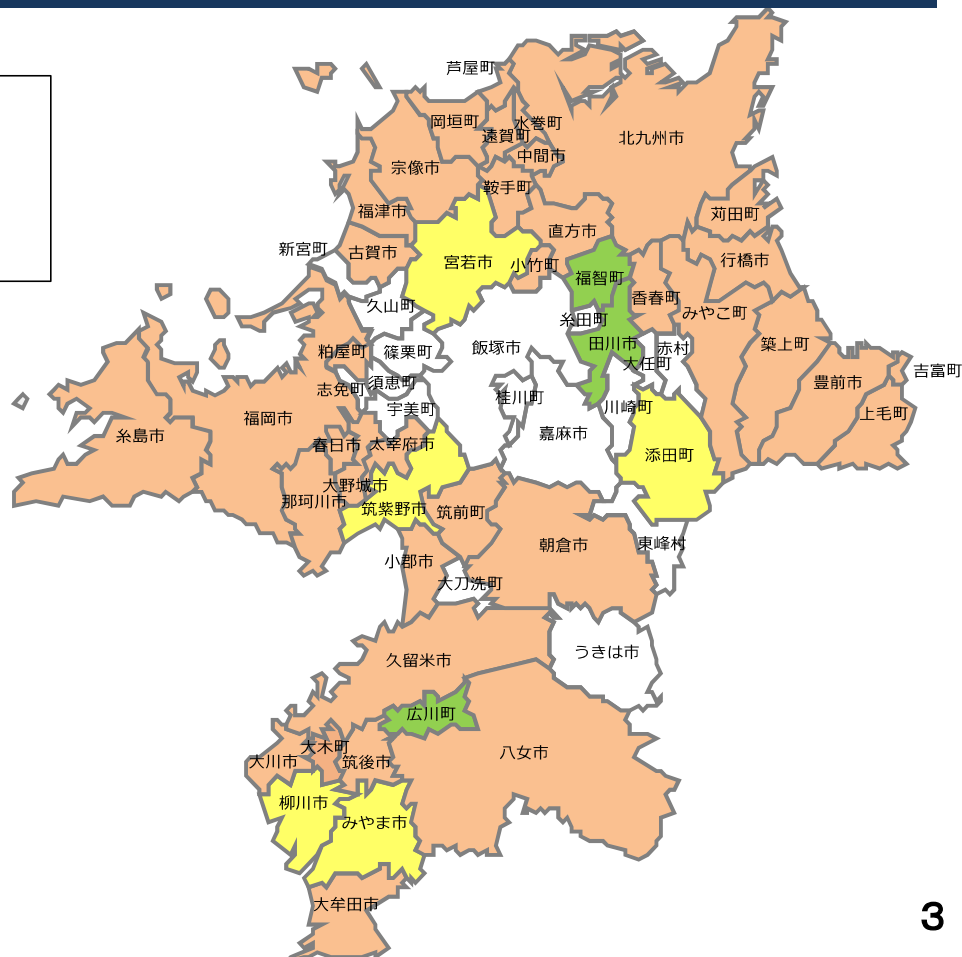 芦屋町
岡垣町
水巻町
遠賀町
北九州市
中間市
宗像市
鞍手町
福津市
苅田町
直方市
新宮町
古賀市
宮若市
小竹町
行橋市
福智町
香春町
久山町
みやこ町
糸田町
田川市
粕屋町
篠栗町
飯塚市
赤村
築上町
大任町
吉富町
志免町
須恵町
豊前市
桂川町
川崎町
宇美町
上毛町
福岡市
嘉麻市
糸島市
春日市
太宰府市
添田町
大野城市
那珂川市
筑紫野市
筑前町
朝倉市
東峰村
小郡市
大刀洗町
うきは市
久留米市
広川町
大木町
八女市
大川市
筑後市
柳川市
みやま市
大牟田市
3